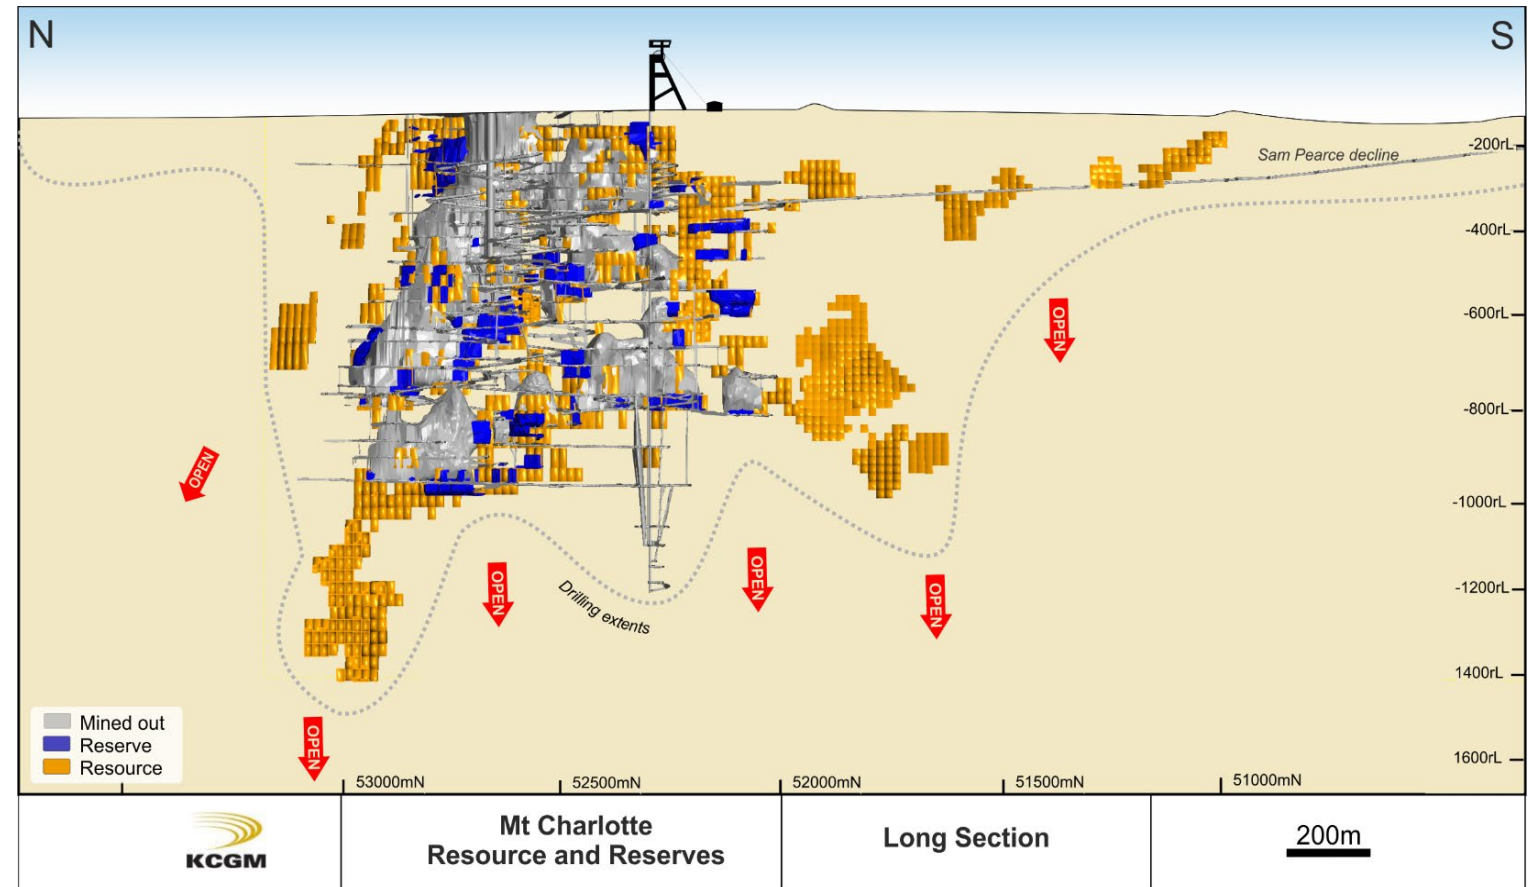 N
S
-200rL
Sam Pearce decline
-400rL
-600rL
OPEN
-800rL
OPEN
-1000rL
OPEN
OPEN
OPEN
-1200rL
Drilling extents
1400rL
Mined out
Reserve
Resource
OPEN
1600rL
53000mN
52500mN
52000mN
51500mN
51000mN
KCGM
Mt Charlotte
Resource and Reserves
Long Section
200m